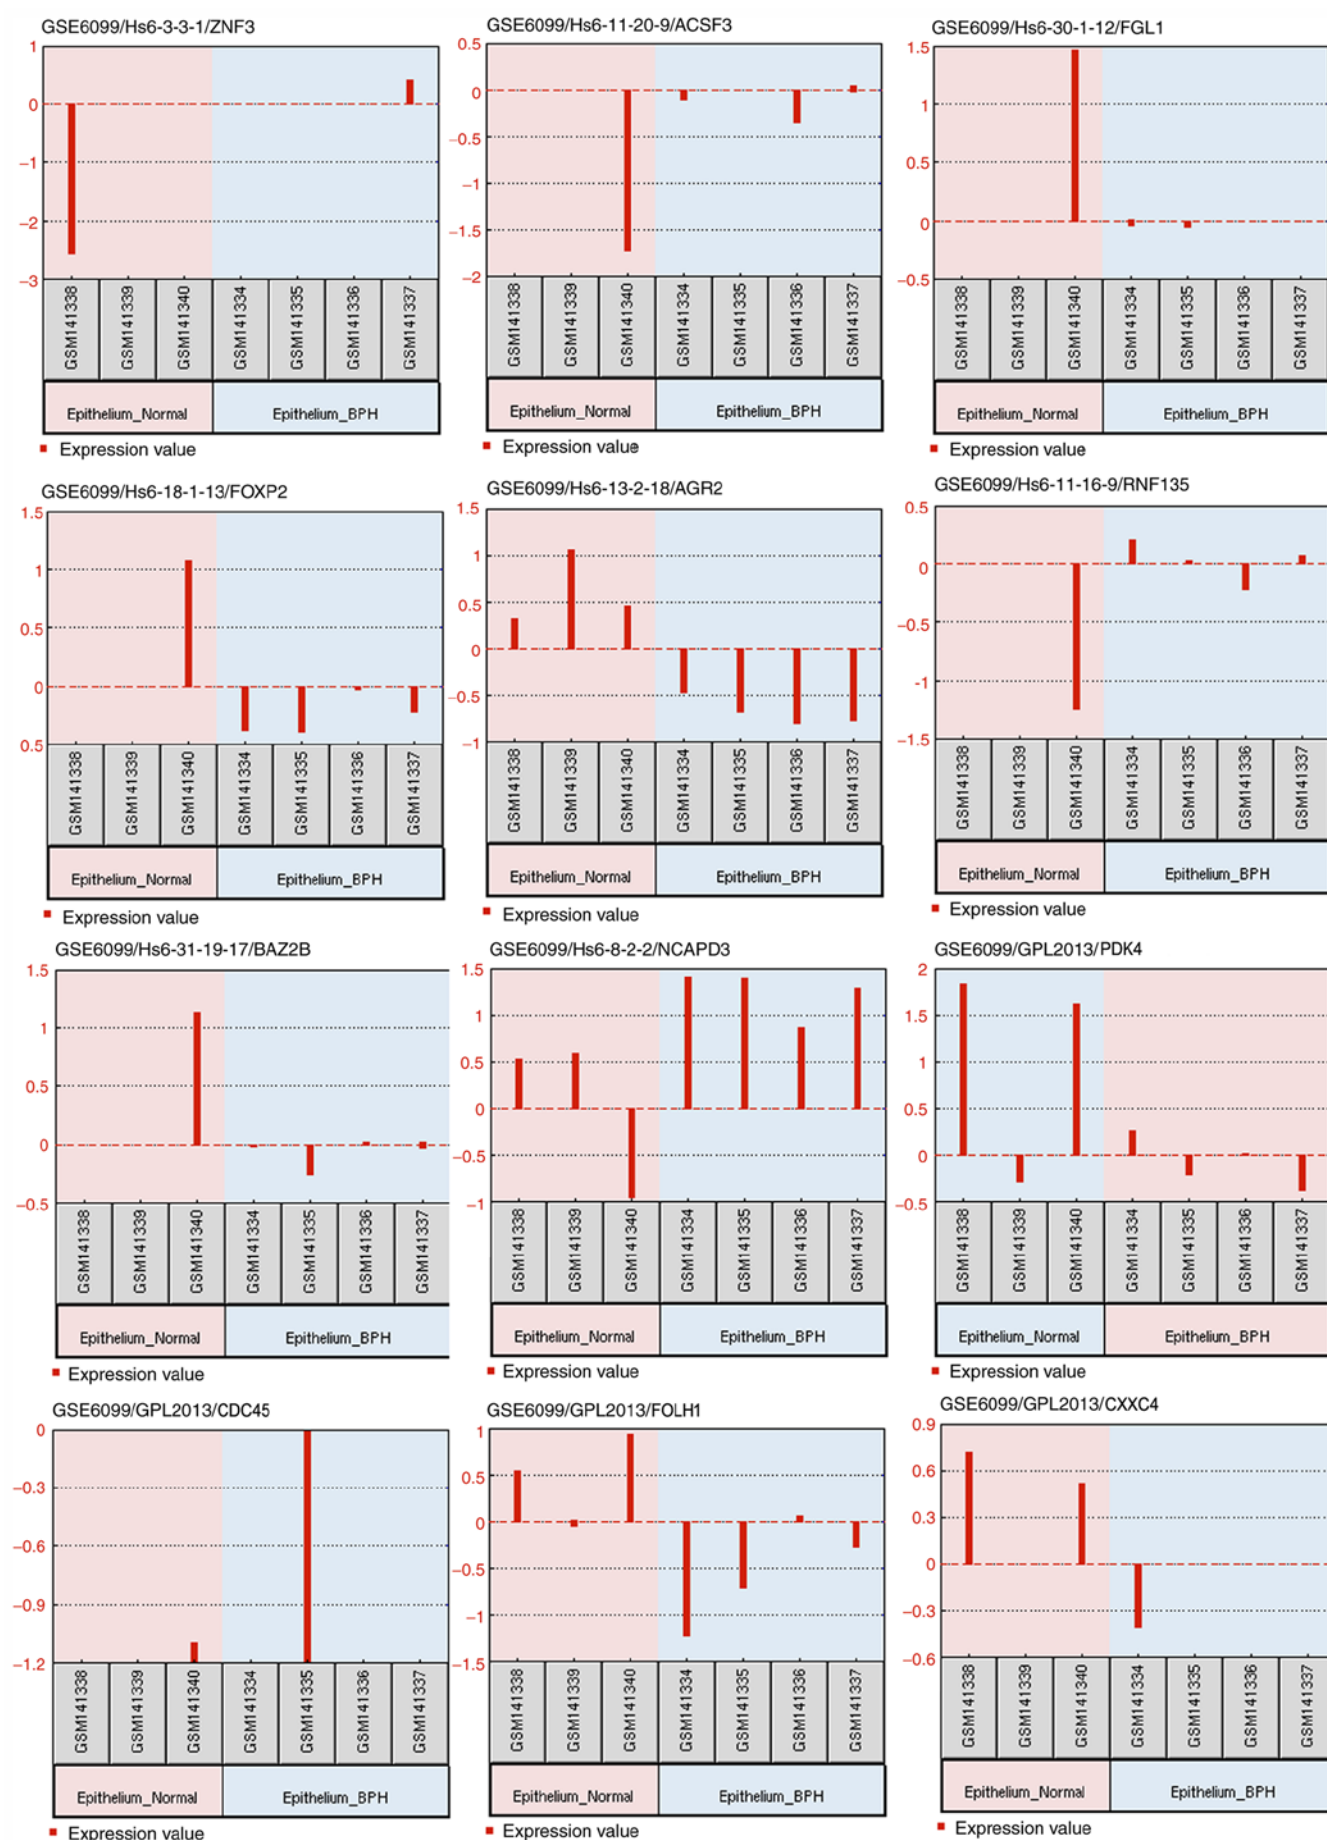 GSE6099/Hs6-3-3-1/ZNF3
1
0
−1
−2
−3
GSM141338
GSM141339
GSM141340
GSM141334
GSM141335
GSM141336
GSM141337
Epithelium_Normal
Epithelium_BPH
Expression value
GSE6099/Hs6-11-20-9/ACSF3
0.5
0
−0.5
−1
−1.5
−2
GSM141338
GSM141339
GSM141340
GSM141334
GSM141335
GSM141336
GSM141337
Epithelium_Normal
Epithelium_BPH
Expression value
GSE6099/Hs6-30-1-12/FGL1
1.5
1
0.5
0
−0.5
GSM141338
GSM141339
GSM141340
GSM141334
GSM141335
GSM141336
GSM141337
Epithelium_Normal
Epithelium_BPH
Expression value
GSE6099/Hs6-18-1-13/FOXP2
1.5
1
0.5
0
0.5
GSM141338
GSM141339
GSM141340
GSM141334
GSM141335
GSM141336
GSM141337
Epithelium_Normal
Epithelium_BPH
Expression value
GSE6099/Hs6-13-2-18/AGR2
1.5
1
0.5
0
−0.5
−1
GSM141338
GSM141339
GSM141340
GSM141334
GSM141335
GSM141336
GSM141337
Epithelium_Normal
Epithelium_BPH
Expression value
GSE6099/Hs6-11-16-9/RNF135
0.5
0
−0.5
-1
−1.5
GSM141338
GSM141339
GSM141340
GSM141334
GSM141335
GSM141336
GSM141337
Epithelium_Normal
Epithelium_BPH
Expression value
GSE6099/Hs6-31-19-17/BAZ2B
1.5
1
0.5
0
−0.5
GSM141338
GSM141339
GSM141340
GSM141334
GSM141335
GSM141336
GSM141337
Epithelium_Normal
Epithelium_BPH
Expression value
GSE6099/Hs6-8-2-2/NCAPD3
1.5
1
0.5
0
−0.5
−1
GSM141338
GSM141339
GSM141340
GSM141334
GSM141335
GSM141336
GSM141337
Epithelium_Normal
Epithelium_BPH
Expression value
GSE6099/GPL2013/PDK4
2
1.5
1
0.5
0
−0.5
GSM141338
GSM141339
GSM141340
GSM141334
GSM141335
GSM141336
GSM141337
Epithelium_Normal
Epithelium_BPH
Expression value
GSE6099/GPL2013/CDC45
0
−0.3
−0.6
−0.9
−1.2
GSM141338
GSM141339
GSM141340
GSM141334
GSM141335
GSM141336
GSM141337
Epithelium_Normal
Epithelium_BPH
Expression value
GSE6099/GPL2013/FOLH1
1
0.5
0
−0.5
−1
−1.5
GSM141338
GSM141339
GSM141340
GSM141334
GSM141335
GSM141336
GSM141337
Epithelium_Normal
Epithelium_BPH
Expression value
GSE6099/GPL2013/CXXC4
0.9
0.6
0.3
0
−0.3
−0.6
GSM141338
GSM141339
GSM141340
GSM141334
GSM141335
GSM141336
GSM141337
Epithelium_Normal
Epithelium_BPH
Expression value